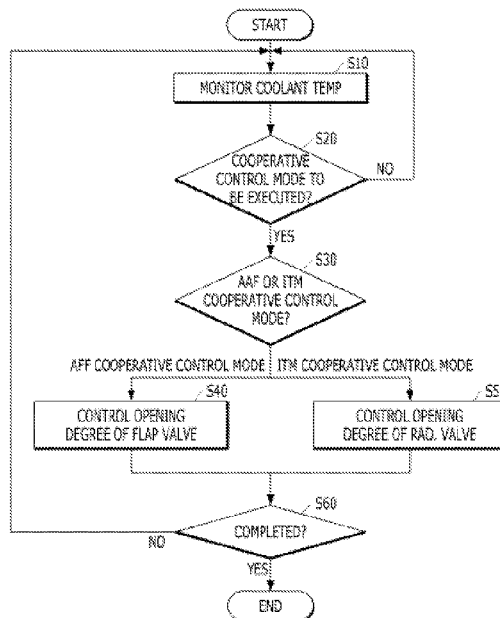 START
S10
MONITOR COOLANT TEMP
S20
COOPERATIVE
CONTROL MODE TO
BE EXECUTED?
NO
YES
S30
AAF OR ITM
COOPERATIVE CONTROL
MODE?
AFF COOPERATIVE CONTROL MODE
ITM COOPERATIVE CONTROL MODE
S40
S5
CONTROL OPENING
DEGREE OF FLAP VALVE
CONTROL OPENING
DEGREE OF RAD. VALVE
S60
COMPLETED?
NO
YES
END